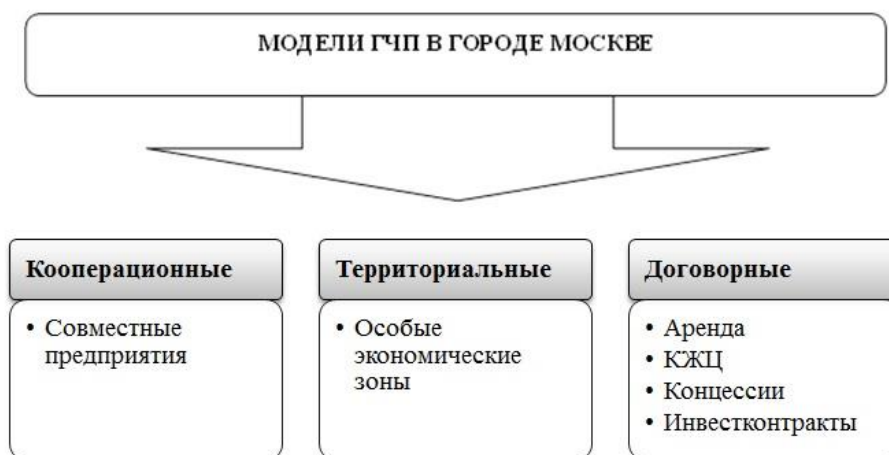 МОДЕЛИ ГЧП В ГОРОДЕ МОСКВЕ
Кооперационные
• Совместные
предприятия
Территориальные
• Особые
экономические
зоны
Договорные
• Аренда
• КЖЦ
• Концессии
• Инвестконтракты